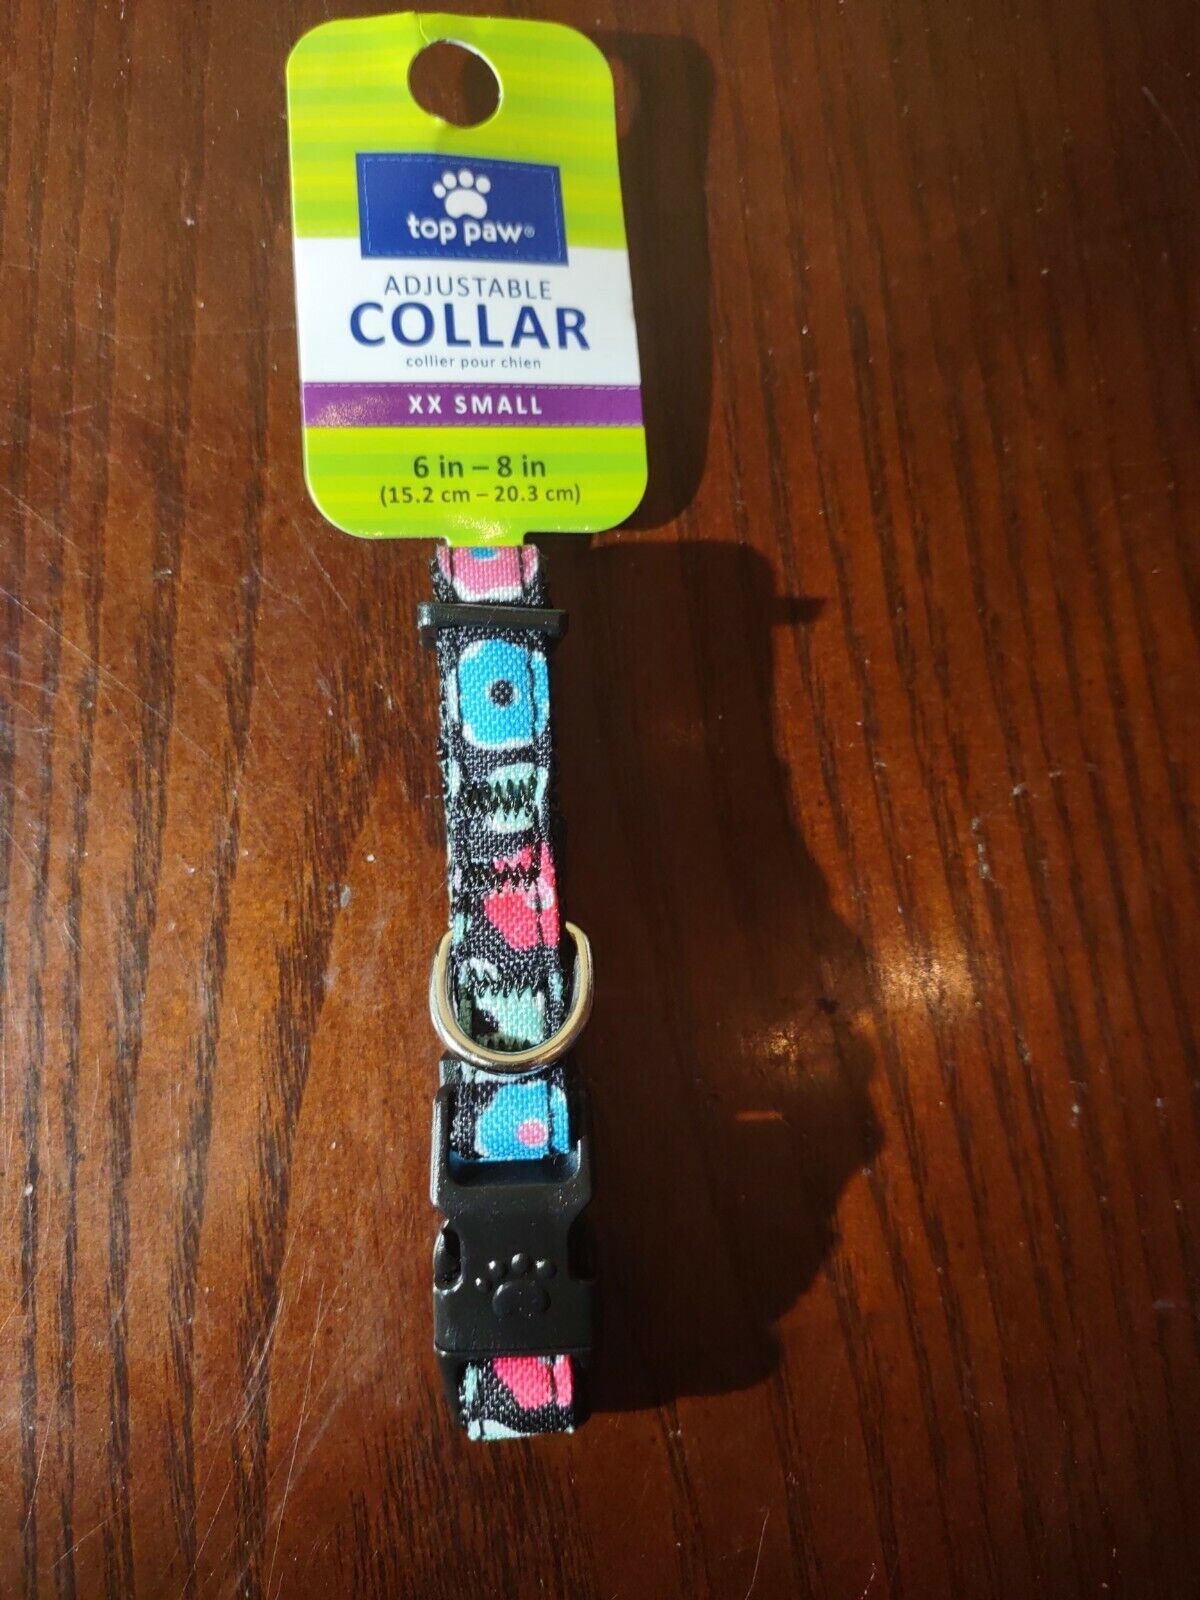 top paw®
ADJUSTABLE
COLLAR
collier pour chien
XX SMALL
6 in – 8 in
(15.2 cm – 20.3 cm)